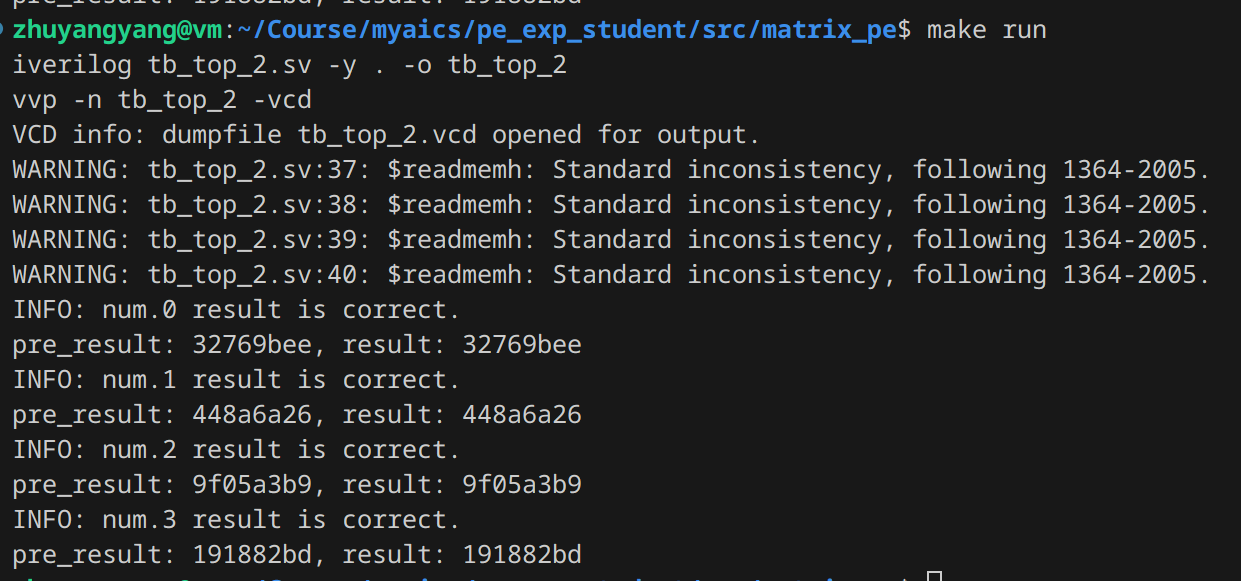 pre_result: 191882bd, result: 191882bd
zhuyangyang@vm:~/Course/myaics/pe_exp_student/src/matrix_pe$ make run
iverilog tb_top_2.sv -y . -o tb_top_2
vvp -n tb_top_2 -vcd
VCD info: dumpfile tb_top_2.vcd opened for output.
WARNING: tb_top_2.sv:37: $readmemh: Standard inconsistency, following 1364-2005.
WARNING: tb_top_2.sv:38: $readmemh: Standard inconsistency, following 1364-2005.
WARNING: tb_top_2.sv:39: $readmemh: Standard inconsistency, following 1364-2005.
WARNING: tb_top_2.sv:40: $readmemh: Standard inconsistency, following 1364-2005.
INFO: num.0 result is correct.
pre_result: 32769bee, result: 32769bee
INFO: num.1 result is correct.
pre_result: 448a6a26, result: 448a6a26
INFO: num.2 result is correct.
pre_result: 9f05a3b9, result: 9f05a3b9
INFO: num.3 result is correct.
pre_result: 191882bd, result: 191882bd